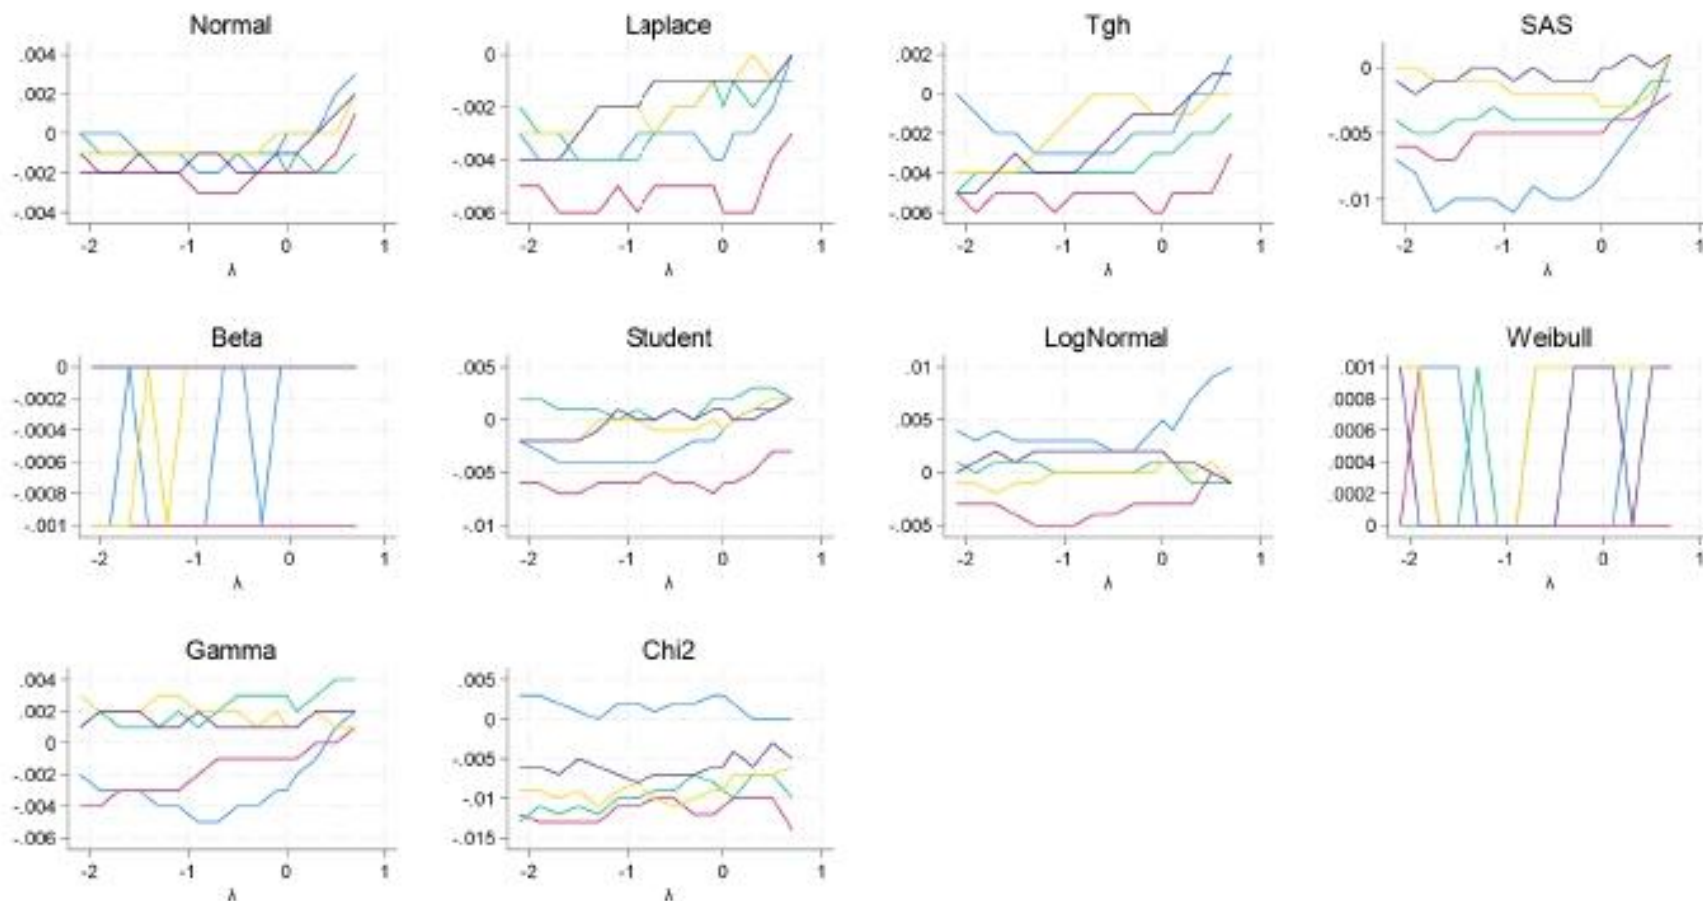 Normal
.004
.002
0
-.002
-.004
-2 -1 0 1
λ
Laplace
0
-.002
-.004
-.006
-2 -1 0 1
λ
Tgh
.002
0
-.002
-.004
-.006
-2 -1 0 1
λ
SAS
0
-.005
-.01
-2 -1 0 1
λ
Beta
0
-.0002
-.0004
-.0006
-.0008
-.001
-2 -1 0 1
λ
Student
.005
0
-.005
-.01
-2 -1 0 1
λ
LogNormal
.01
.005
0
-.005
-2 -1 0 1
λ
Weibull
.001
.0008
.0006
.0004
.0002
0
-2 -1 0 1
λ
Gamma
.004
.002
0
-.002
-.004
-.006
-2 -1 0 1
λ
Chi2
.005
0
-.005
-.01
-.015
-2 -1 0 1
λ